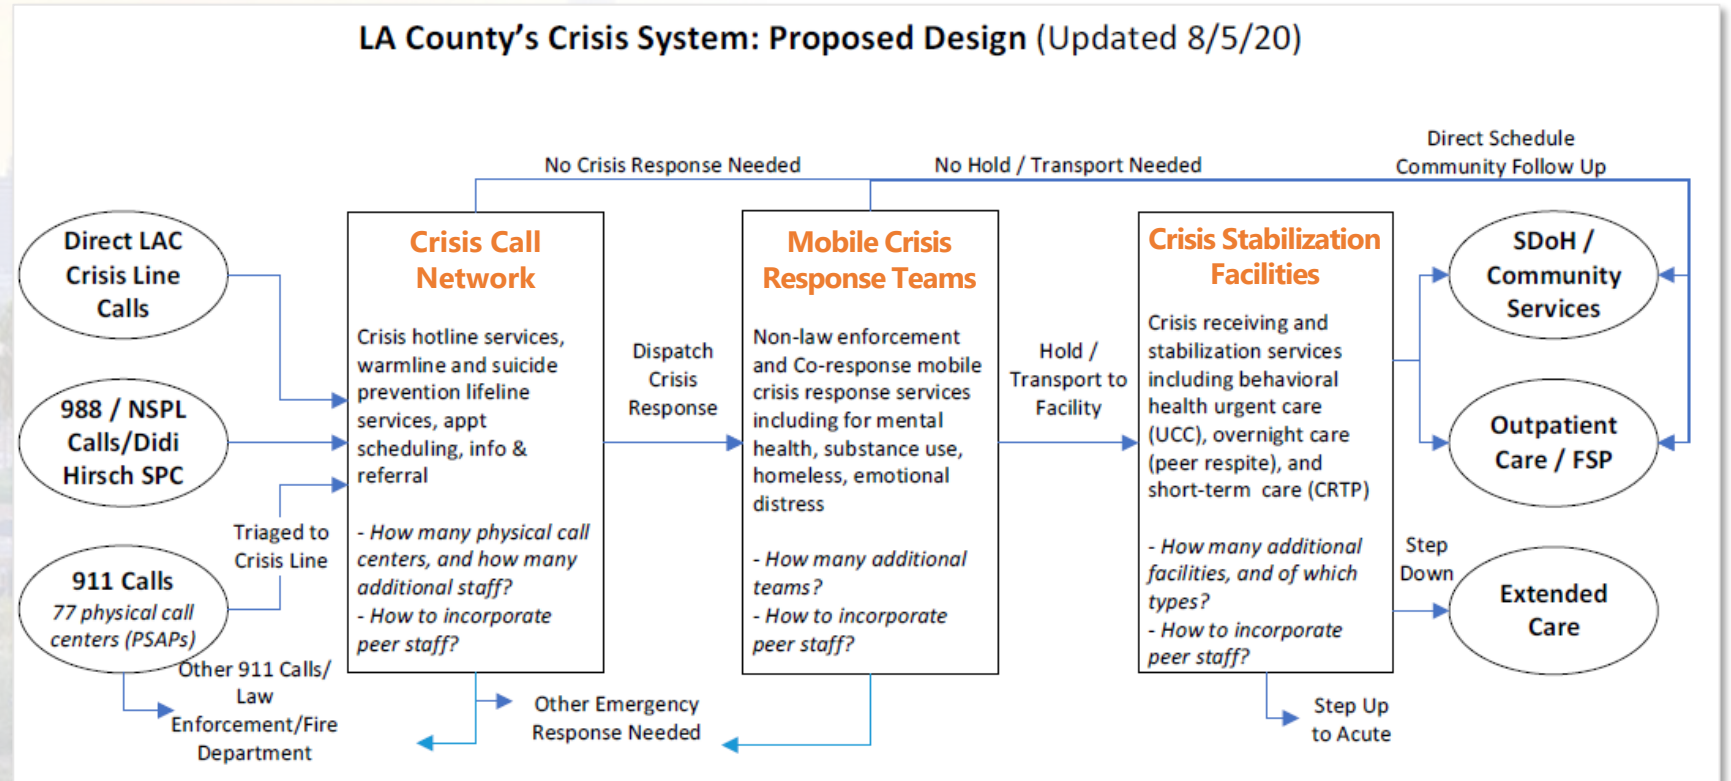 LA County's Crisis System: Proposed Design (Updated 8/5/20)
No Crisis Response Needed
No Hold / Transport Needed
Direct Schedule
Community Follow Up
Direct LAC
Crisis Line
Calls
988 / NSPL
Calls/Didi
Hirsch SPC
Triaged to
Crisis Line
911 Calls
77 physical call
centers (PSAPs)
Other 911 Calls/
Law
Enforcement/Fire
Department
Crisis Call
Network
Crisis hotline services,
warmline and suicide
prevention lifeline
services, appt
scheduling, info &
referral
- How many physical call
centers, and how many
additional staff?
- How to incorporate
peer staff?
Dispatch
Crisis
Response
Other Emergency
Response Needed
Mobile Crisis
Response Teams
Non-law enforcement
and Co-response mobile
crisis response services
including for mental
health, substance use,
homeless, emotional
distress
- How many additional
teams?
- How to incorporate
peer staff?
Hold /
Transport to
Facility
Crisis Stabilization
Facilities
Crisis receiving and
stabilization services
including behavioral
health urgent care
(UCC), overnight care
(peer respite), and
short-term care (CRTP)
- How many additional
facilities, and of which
types?
- How to incorporate
peer staff?
Step Up
to Acute
Step
Down
SDoH /
Community
Services
Outpatient
Care / FSP
Extended
Care